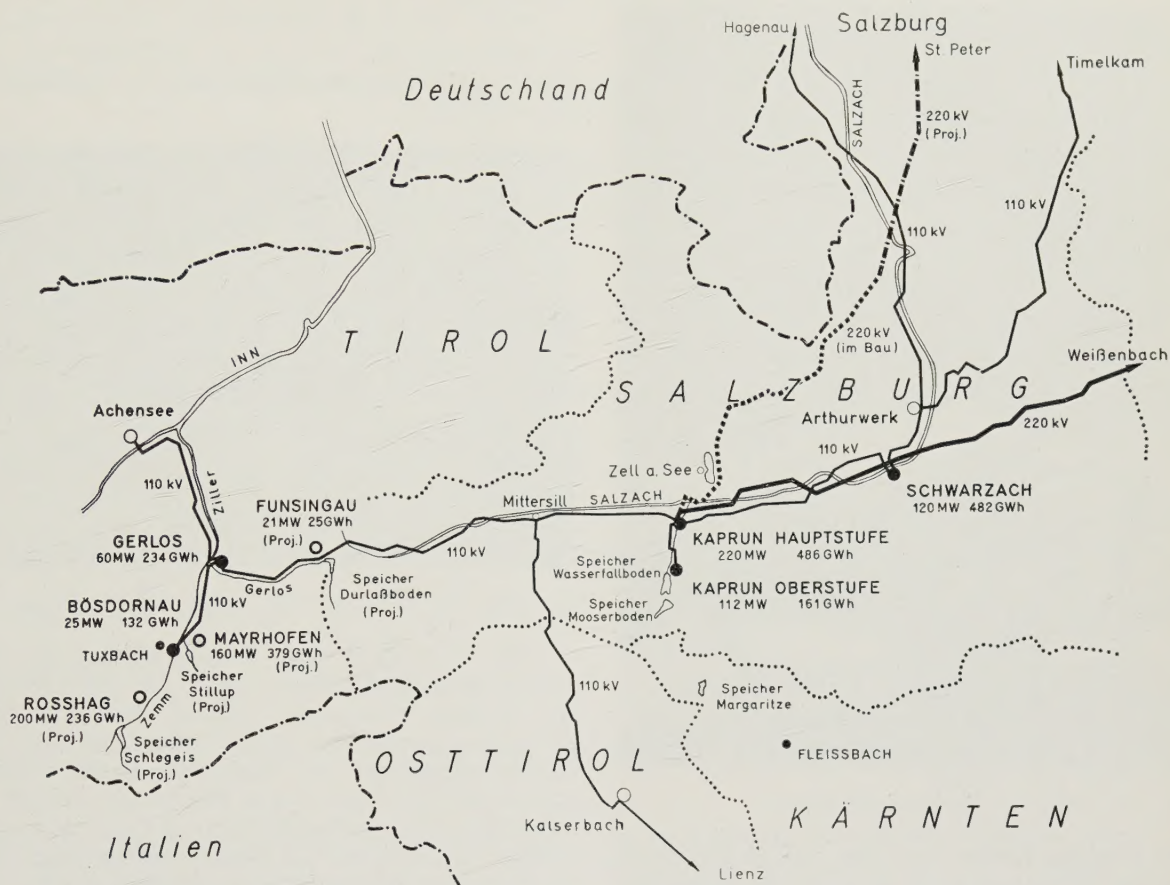 Hagenau
Salzburg
St. Peter
Timelkam
Deutschland
SALZACH
220 kV
(Proj.)
110 kV
110 kV
INN
TIROL
220 kV
(im Bau)
Weißenbach
SALZBURG
Achensee
Arthurwerk
220 kV
110 kV
110 kV
Ziller
Zell a. See
Mittersill
SALZACH
SCHWARZACH
120 MW 482 GWh
FUNSINGAU
21 MW 25 GWh
(Proj.)
110 kV
GERLOS
60 MW 234 GWh
Gerlos
KAPRUN HAUPTSTUFE
220 MW 486 GWh
Speicher
Wasserfallboden
KAPRUN OBERSTUFE
112 MW 161 GWh
Speicher
Mooserboden
Speicher
Durlaßboden
(Proj.)
BÖSDORNAU
25 MW 132 GWh
110 kV
TUXBACH
MAYRHOFEN
160 MW 379 GWh
(Proj.)
Speicher
Stillup
(Proj.)
ROSSHAG
200 MW 236 GWh
(Proj.)
Zemm
Speicher
Schlegeis
(Proj.)
110 kV
Speicher
Margaritze
FLEISSBACH
OSTTIROL
KÄRNTEN
Kalserbach
Italien
Lienz